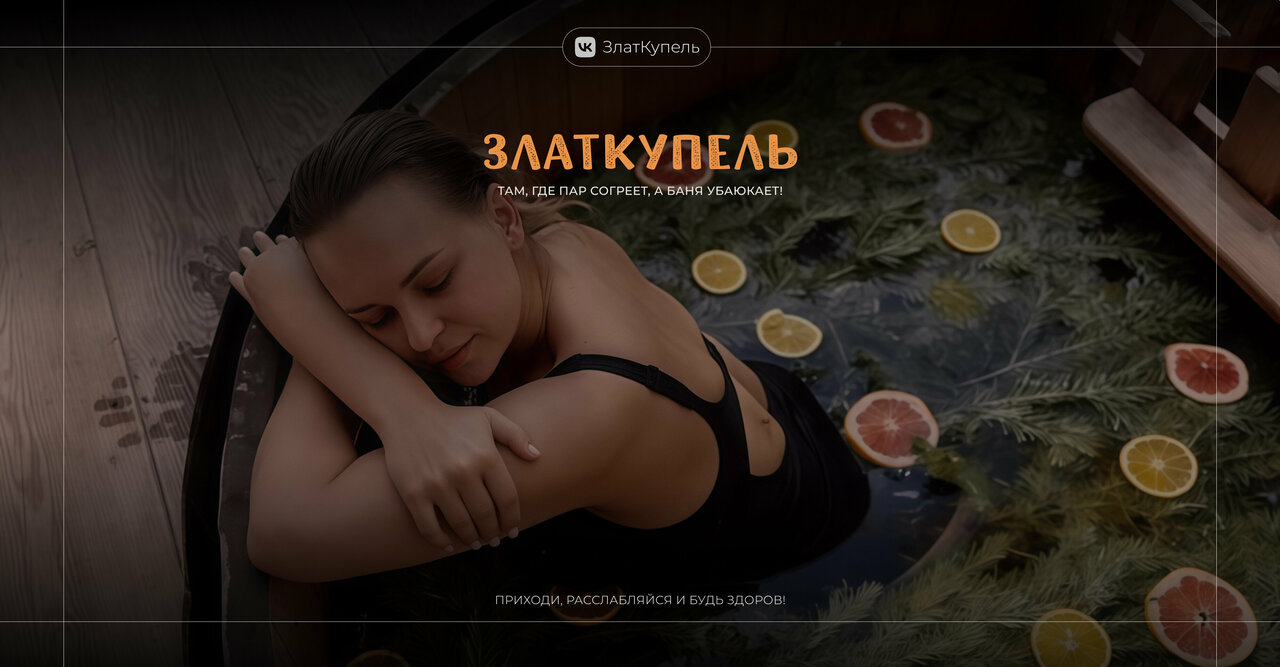 ЗлатКупель
ЗЛАТКУПЕЛЬ
ТАМ, ГДЕ ПАР СОГРЕЕТ, А БАНЯ УБАЮКАЕТ!
ПРИХОДИ, РАССЛАБЛЯЙСЯ И БУДЬ ЗДОРОВ!